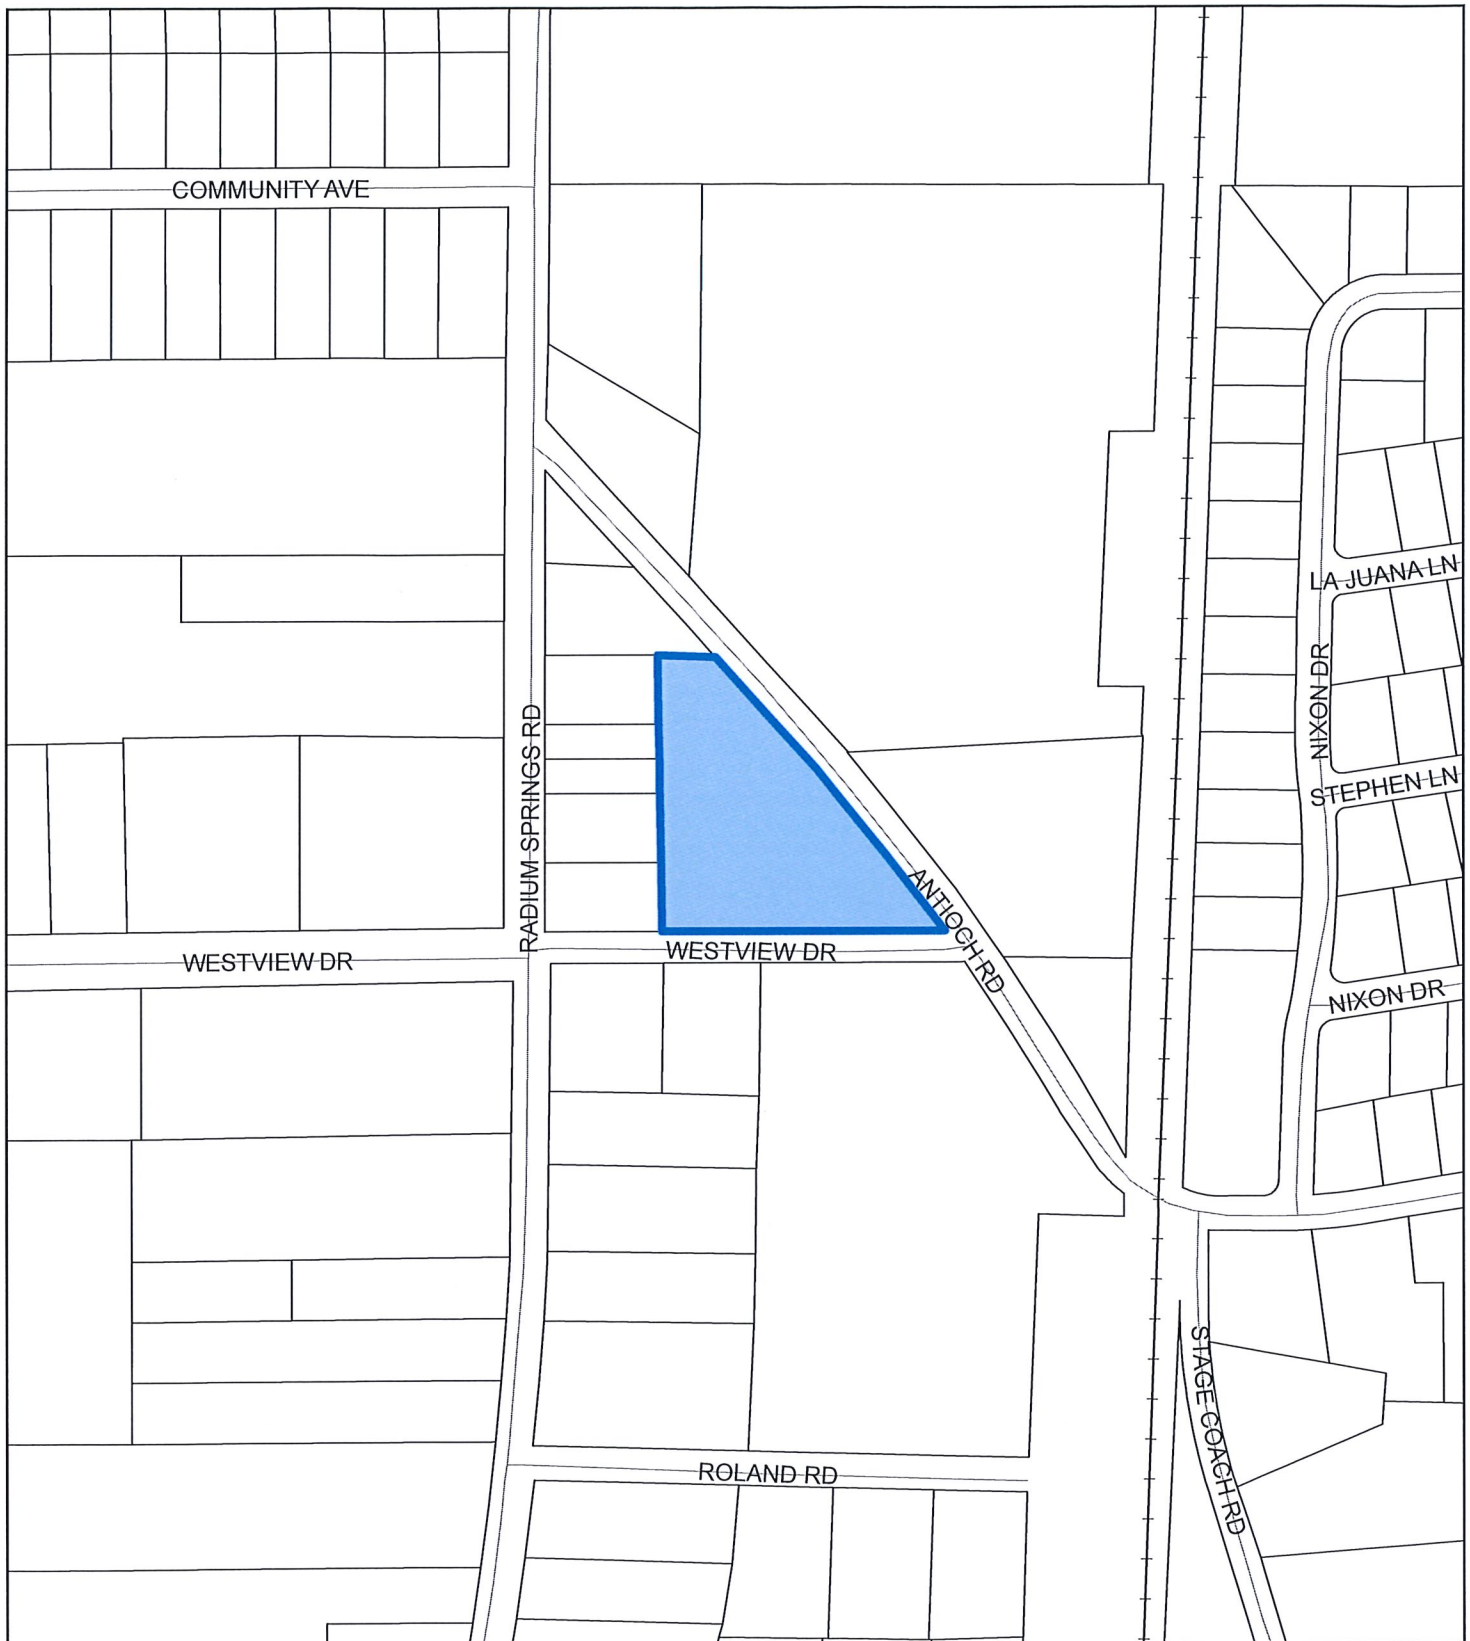 COMMUNITY AVE
LA JUANA LN
NIXON DR
RADIUM SPRINGS RD
STEPHEN LN
ANTIOCH RD
WESTVIEW DR
WESTVIEW DR
NIXON DR
STAGE COACH RD
ROLAND RD